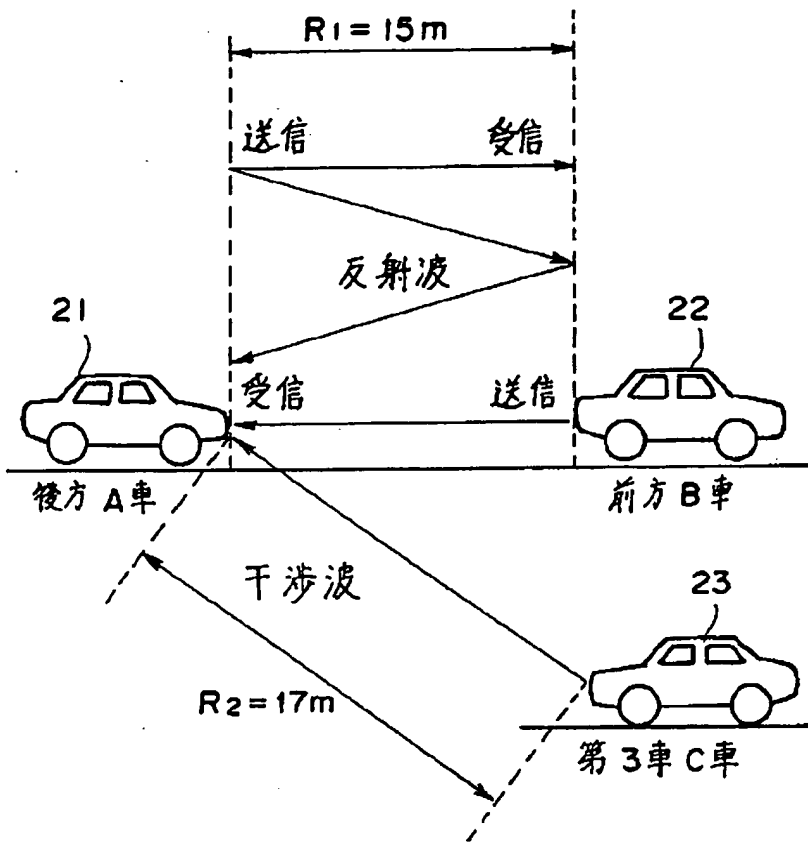 R1=15m
送信 受信
反射波
21
22
受信 送信
後方 A車 前方 B車
干渉波
23
R2=17m
第3車C車